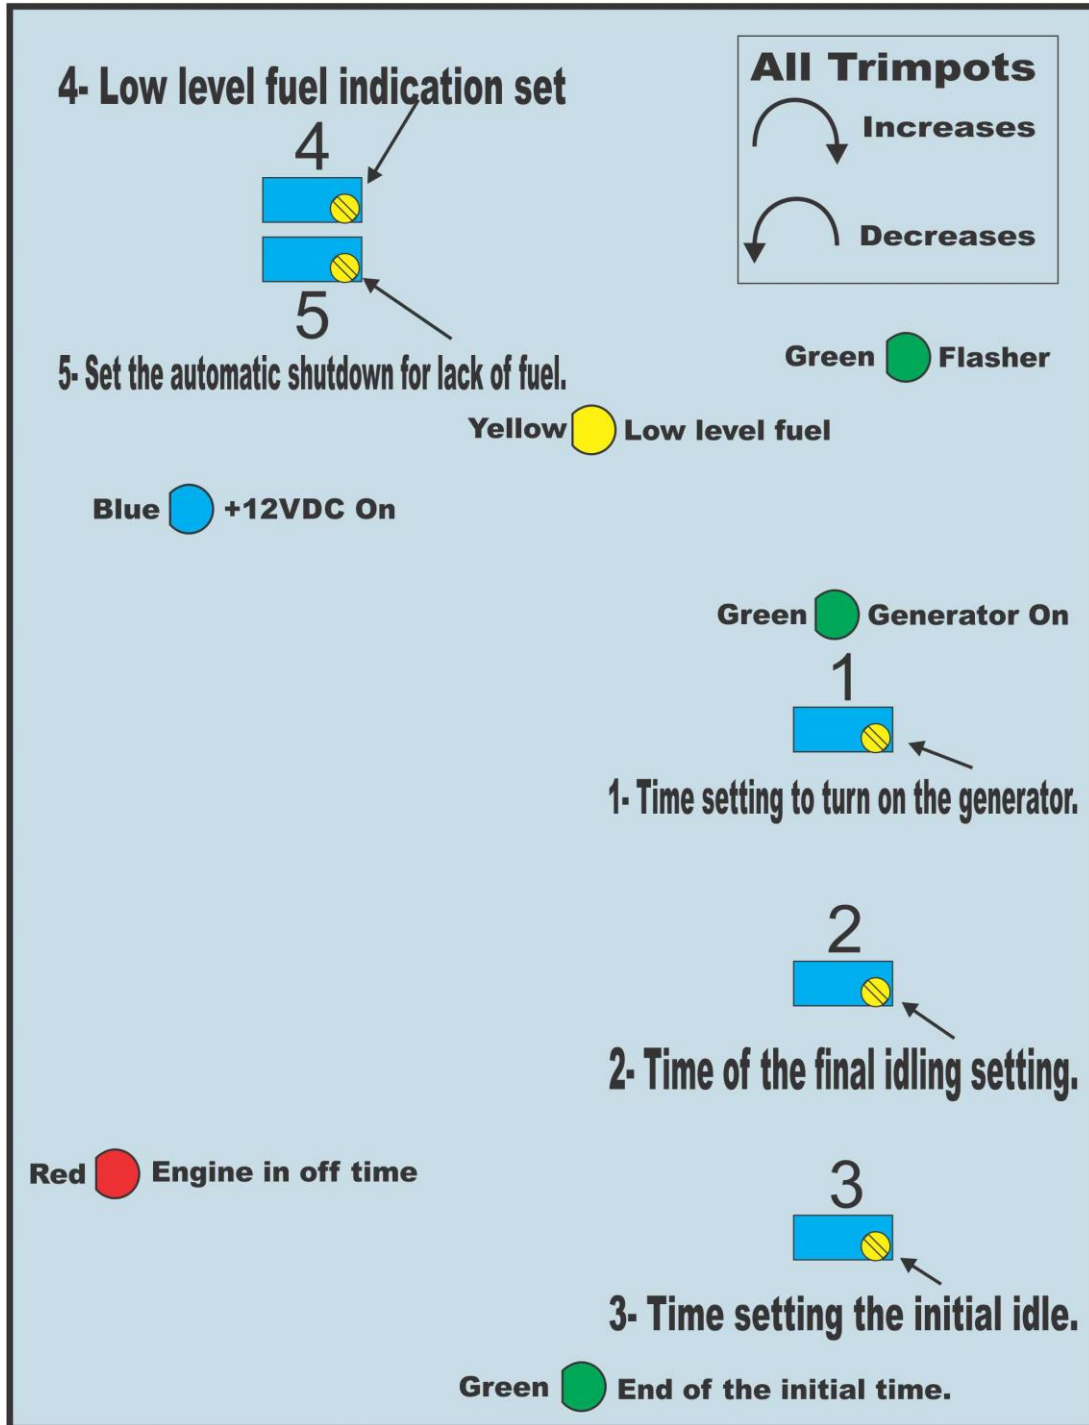 4- Low level fuel indication set
4
5
5- Set the automatic shutdown for lack of fuel.
All Trimpots
Increases
Decreases
Green Flasher
Yellow Low level fuel
Blue +12VDC On
Green Generator On
1
1- Time setting to turn on the generator.
2
2- Time of the final idling setting.
Red Engine in off time
3
3- Time setting the initial idle.
Green End of the initial time.